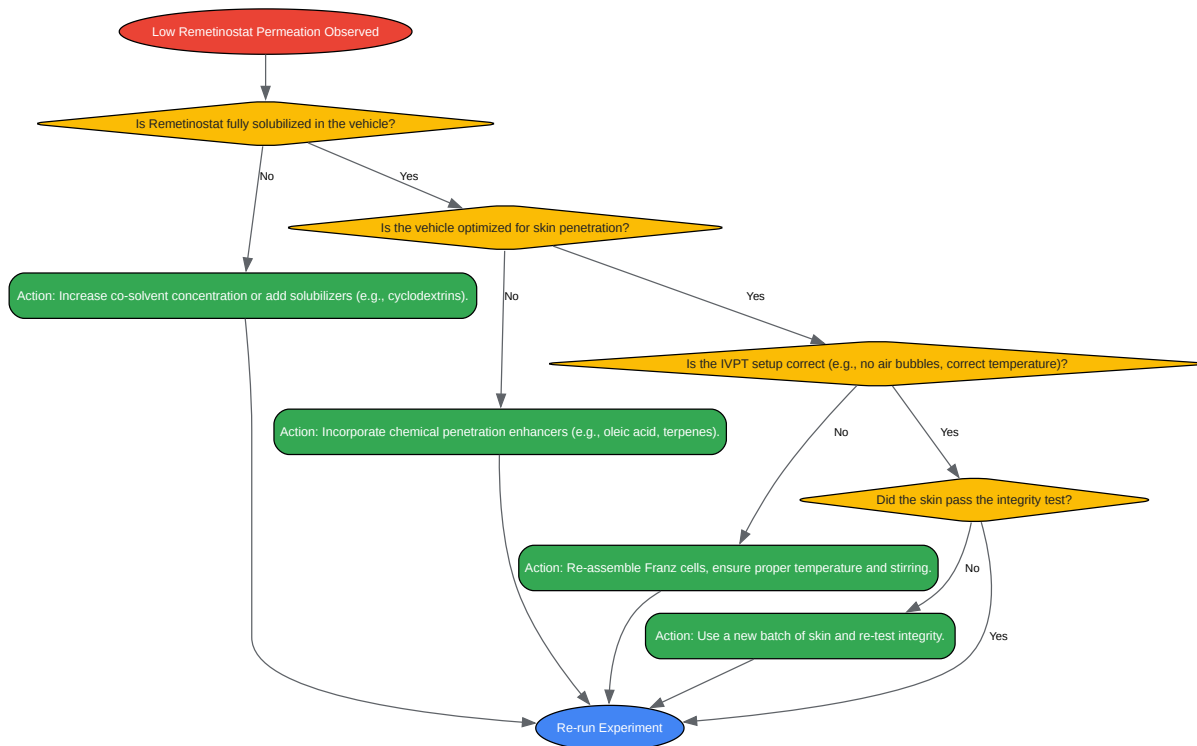 Low Remetinostat Permeation Observed
Is Remetinostat fully solubilized in the vehicle?
No
Yes
Is the vehicle optimized for skin penetration?
Action: Increase co-solvent concentration or add solubilizers (e.g., cyclodextrins).
No
Yes
Is the IVPT setup correct (e.g., no air bubbles, correct temperature)?
Action: Incorporate chemical penetration enhancers (e.g., oleic acid, terpenes).
No
Yes
Did the skin pass the integrity test?
Action: Re-assemble Franz cells, ensure proper temperature and stirring.
No
Action: Use a new batch of skin and re-test integrity.
Yes
Re-run Experiment